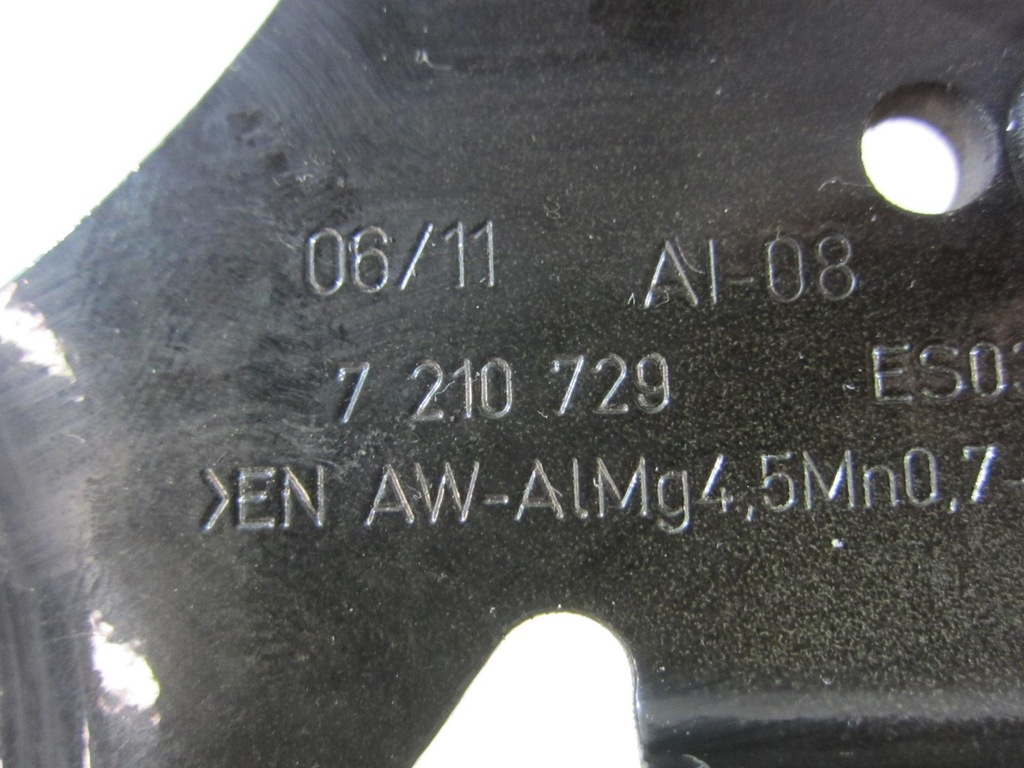 06/11 AI-08
7 210 729 ES03
>EN AW-AlMg4,5Mn0,7-